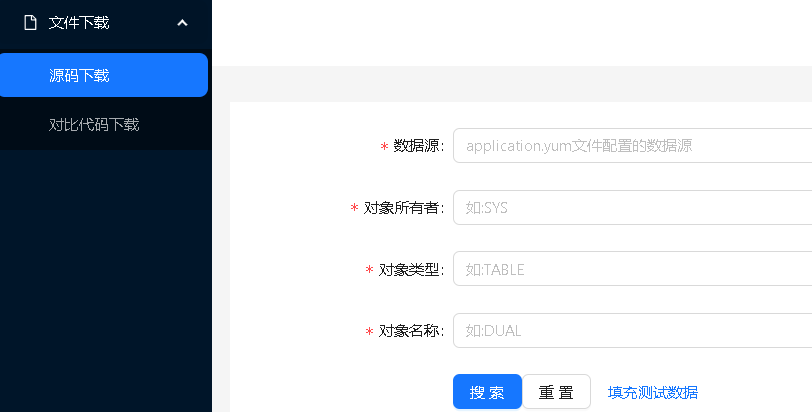 文件下载
源码下载
对比代码下载
* 数据源: application.yum文件配置的数据源
* 对象所有者: 如:SYS
* 对象类型: 如:TABLE
* 对象名称: 如:DUAL
搜 索 重 置 填充测试数据